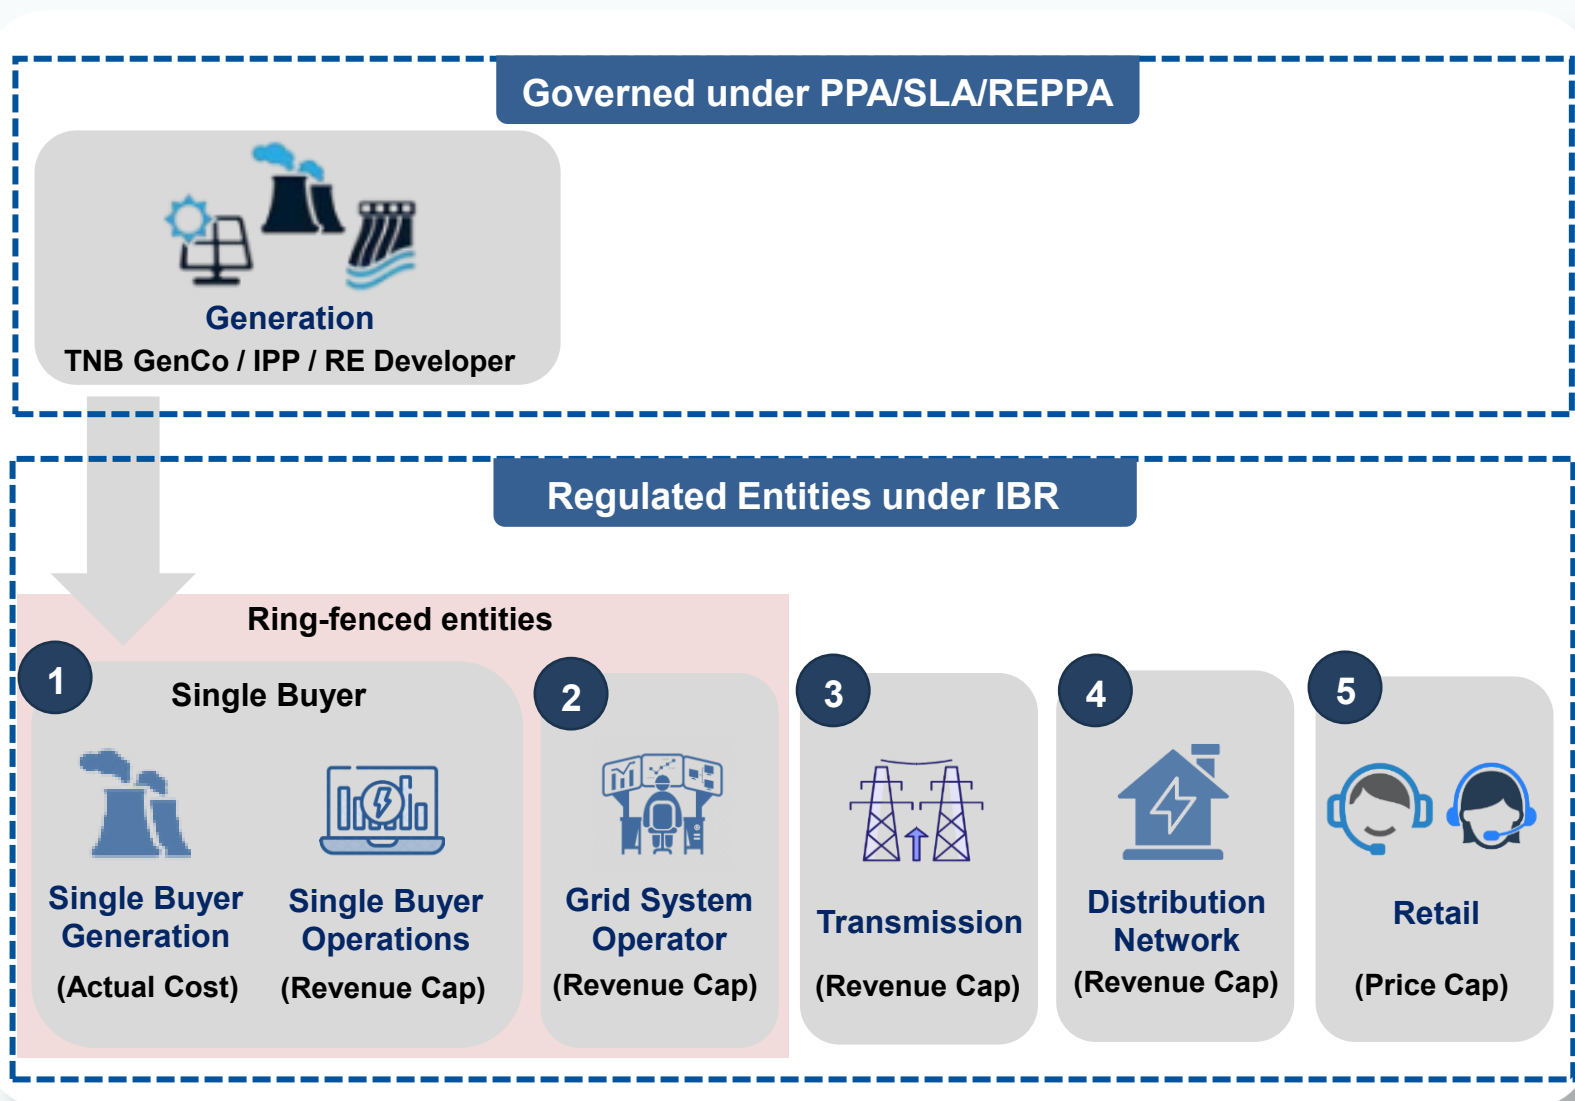 Governed under PPA/SLA/REPPA
Generation
TNB GenCo / IPP / RE Developer
Regulated Entities under IBR
Ring-fenced entities
1
Single Buyer
Single Buyer
Generation
(Actual Cost)
Single Buyer
Operations
(Revenue Cap)
2
Grid System
Operator
(Revenue Cap)
3
Transmission
(Revenue Cap)
4
Distribution
Network
(Revenue Cap)
5
Retail
(Price Cap)